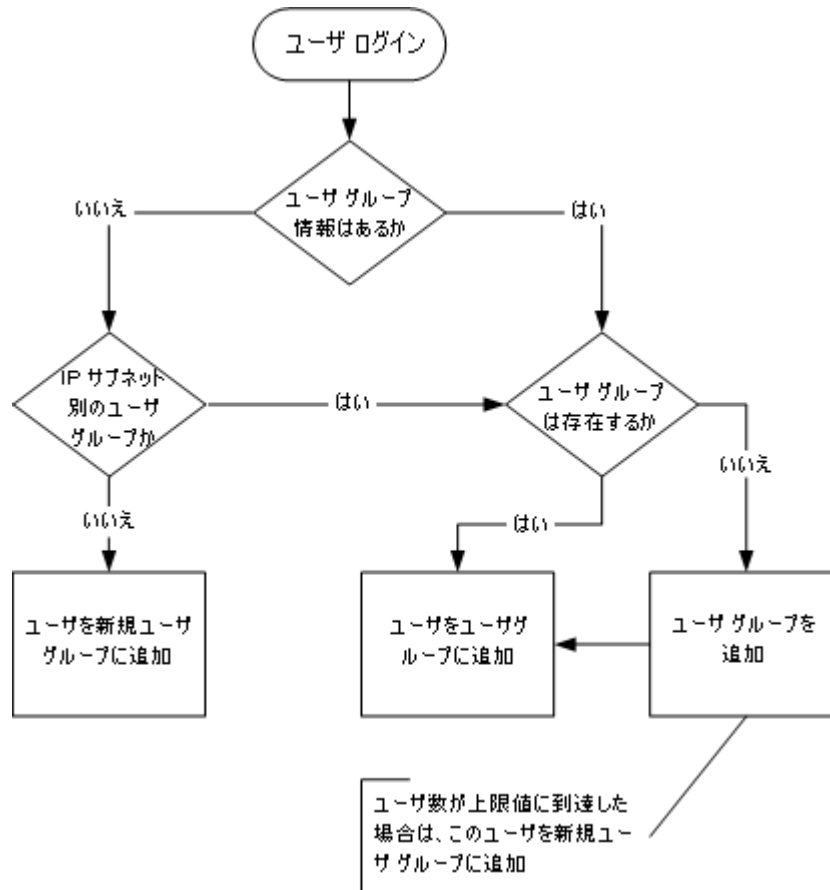 ユーザ ログイン
ユーザ グループ
情報はあるか
いいえ
はい
IP サブネット
別のユーザ
グループか
はい
ユーザ グループ
は存在するか
いいえ
いいえ
はい
ユーザを新規ユーザ
グループに追加
ユーザをユーザグ
ループに追加
ユーザ グループを
追加
ユーザ数が上限値に到達した
場合は、このユーザを新規ユー
ザ グループに追加